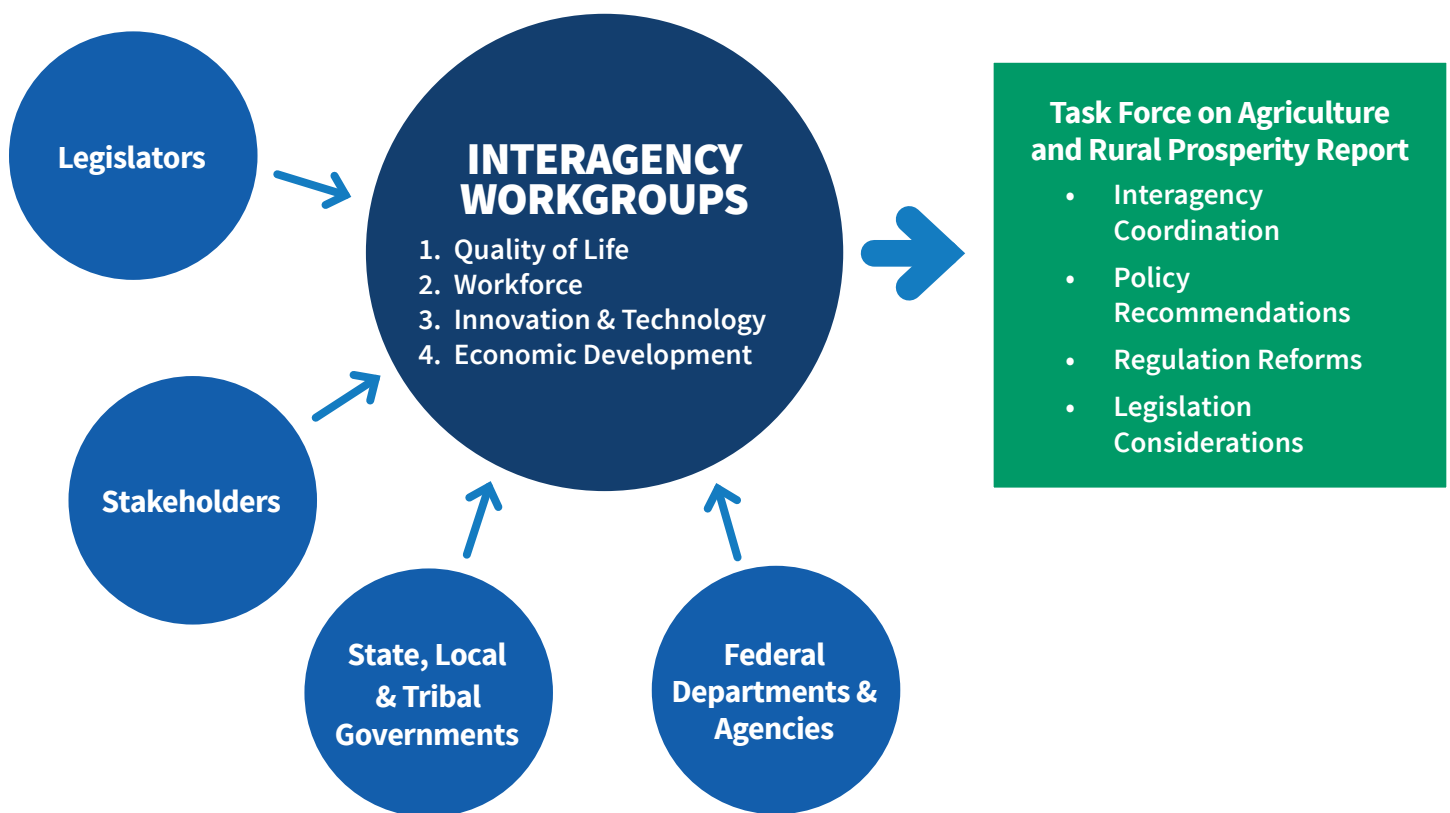 Legislators
INTERAGENCY
WORKGROUPS
1. Quality of Life
2. Workforce
3. Innovation & Technology
4. Economic Development
Task Force on Agriculture
and Rural Prosperity Report
• Interagency
Coordination
• Policy
Recommendations
• Regulation Reforms
• Legislation
Considerations
Stakeholders
State, Local
& Tribal
Governments
Federal
Departments &
Agencies